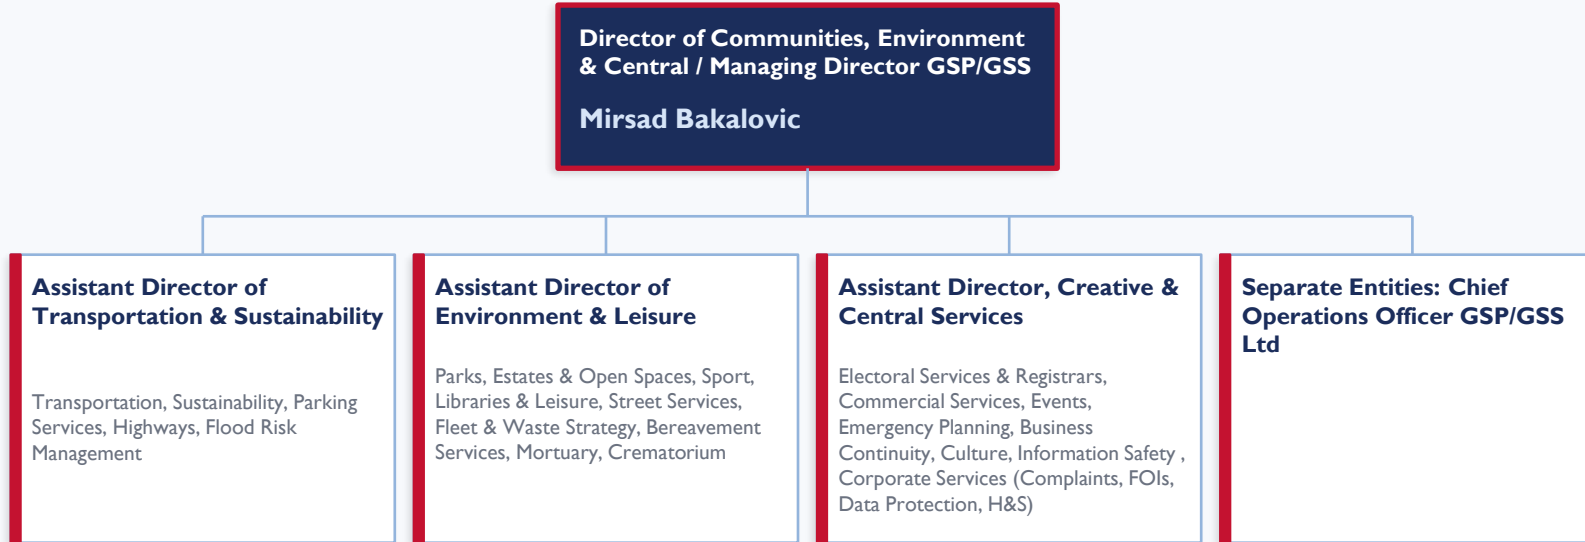 Director of Communities, Environment
& Central / Managing Director GSP/GSS
Mirsad Bakalovic
Assistant Director of
Transportation & Sustainability
Transportation, Sustainability, Parking
Services, Highways, Flood Risk
Management
Assistant Director of
Environment & Leisure
Parks, Estates & Open Spaces, Sport,
Libraries & Leisure, Street Services,
Fleet & Waste Strategy, Bereavement
Services, Mortuary, Crematorium
Assistant Director, Creative &
Central Services
Electoral Services & Registrars,
Commercial Services, Events,
Emergency Planning, Business
Continuity, Culture, Information Safety ,
Corporate Services (Complaints, FOIs,
Data Protection, H&S)
Separate Entities: Chief
Operations Officer GSP/GSS
Ltd